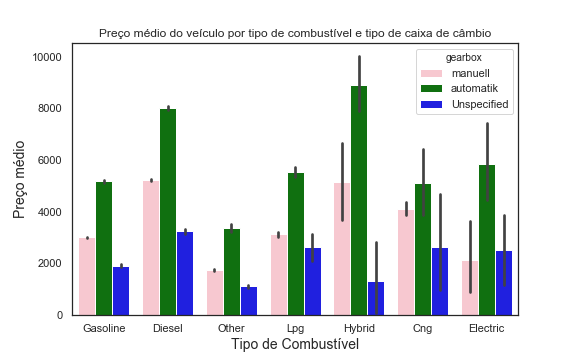 Preço médio do veículo por tipo de combustível e tipo de caixa de câmbio
10000
8000
6000
4000
2000
0
Preço médio
gearbox
manuell
automatik
Unspecified
Gasoline Diesel Other Lpg Hybrid Cng Electric
Tipo de Combustível